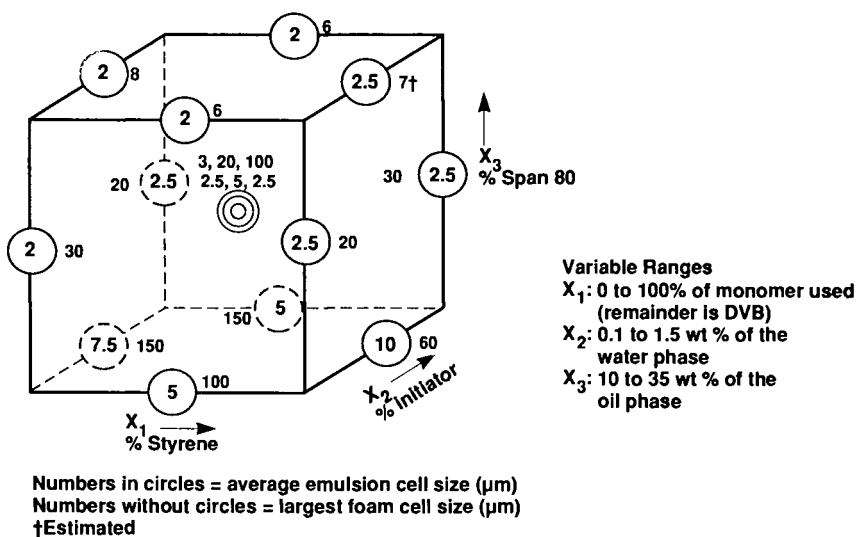 2 6
2 8
2.5 7†
2 6
X3
% Span 80
3, 20, 100
20 2.5 2.5, 5, 2.5
30 2.5
2 30
2.5 20
150 5
7.5 150
10 60
5 100
X2
% Initiator
X1
% Styrene
Variable Ranges
X1: 0 to 100% of monomer used
(remainder is DVB)
X2: 0.1 to 1.5 wt % of the
water phase
X3: 10 to 35 wt % of the
oil phase
Numbers in circles = average emulsion cell size (µm)
Numbers without circles = largest foam cell size (µm)
†Estimated